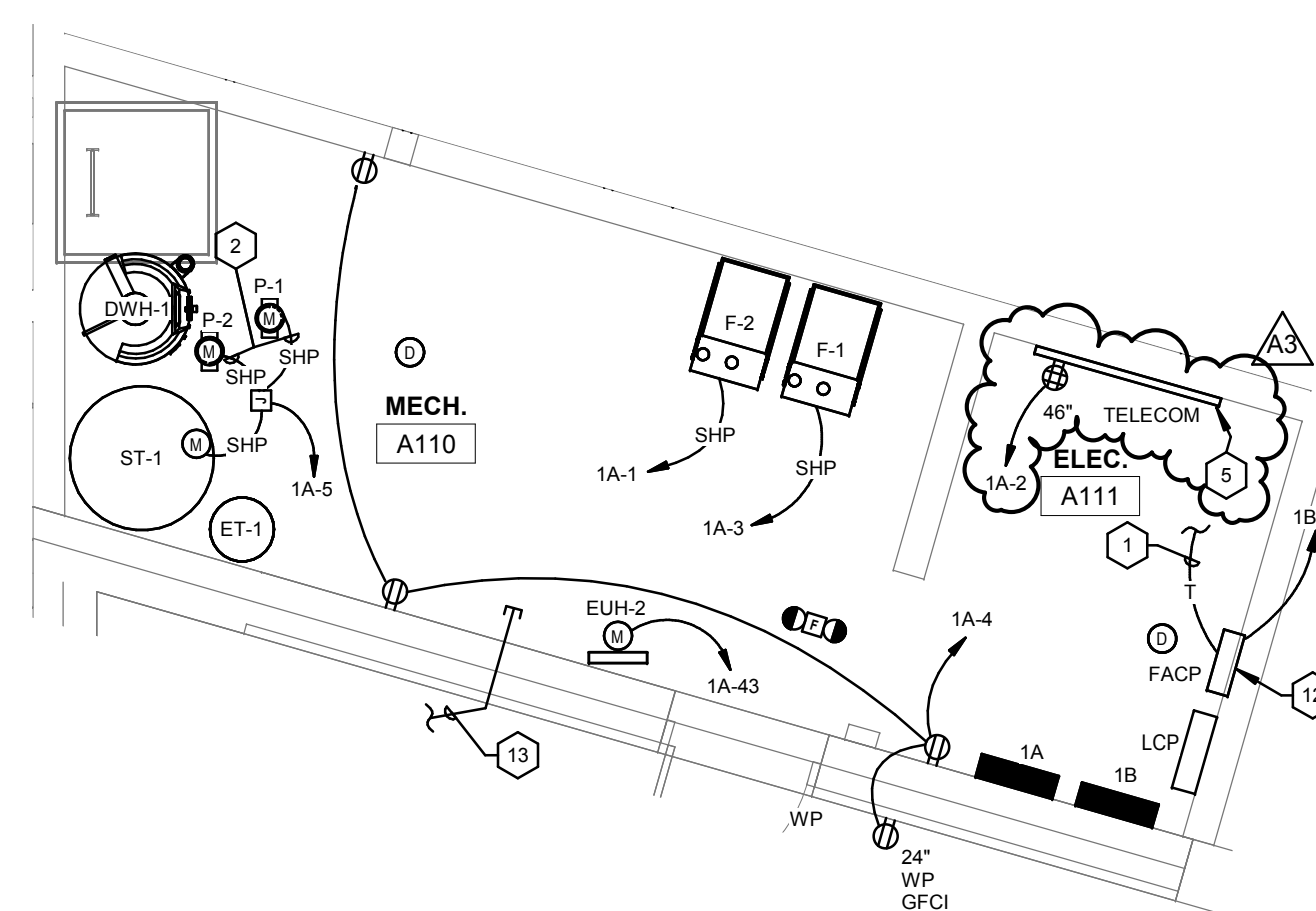 2
P-1
M
DWH-1
P-2
M
SHP
SHP
D
MECH.
A110
SHP
M
ST-1
1A-5
ET-1
F-2
F-1
SHP
SHP
1A-1
1A-3
A3
46"
TELECOM
ELEC.
1A-2
A111
5
1B
1
T
EUH-2
M
F
1A-4
D
FACP
12
1A-43
13
LCP
1A
1B
WP
24"
WP
GFCI